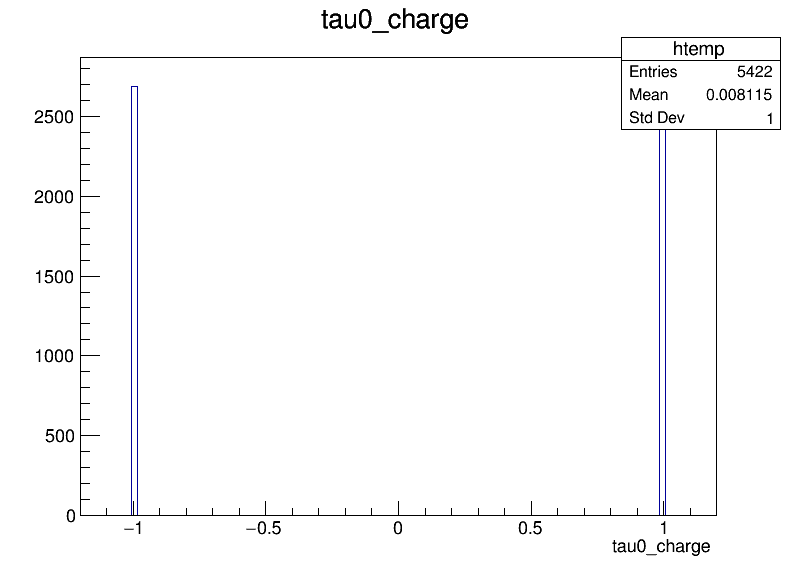 tau0_charge
htemp
Entries 5422
Mean 0.008115
Std Dev 1
2500
2000
1500
1000
500
0
−1 −0.5 0 0.5 1
tau0_charge